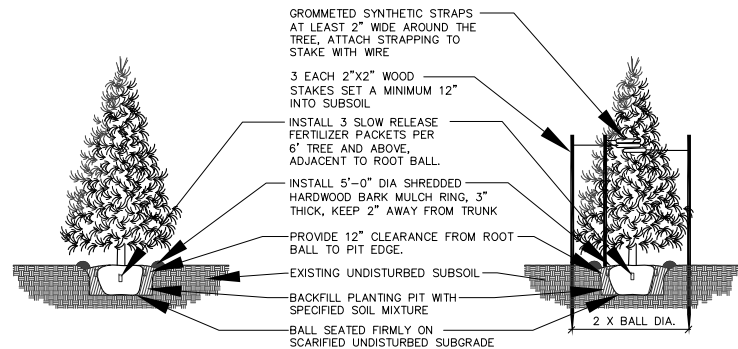 GROMMETED SYNTHETIC STRAPS
AT LEAST 2" WIDE AROUND THE
TREE, ATTACH STRAPPING TO
STAKE WITH WIRE
3 EACH 2"X2" WOOD
STAKES SET A MINIMUM 12"
INTO SUBSOIL
INSTALL 3 SLOW RELEASE
FERTILIZER PACKETS PER
6' TREE AND ABOVE,
ADJACENT TO ROOT BALL.
INSTALL 5'-0" DIA SHREDDED
HARDWOOD BARK MULCH RING, 3"
THICK, KEEP 2" AWAY FROM TRUNK
PROVIDE 12" CLEARANCE FROM ROOT
BALL TO PIT EDGE.
EXISTING UNDISTURBED SUBSOIL
BACKFILL PLANTING PIT WITH
SPECIFIED SOIL MIXTURE
BALL SEATED FIRMLY ON
SCARIFIED UNDISTURBED SUBGRADE
2 X BALL DIA.